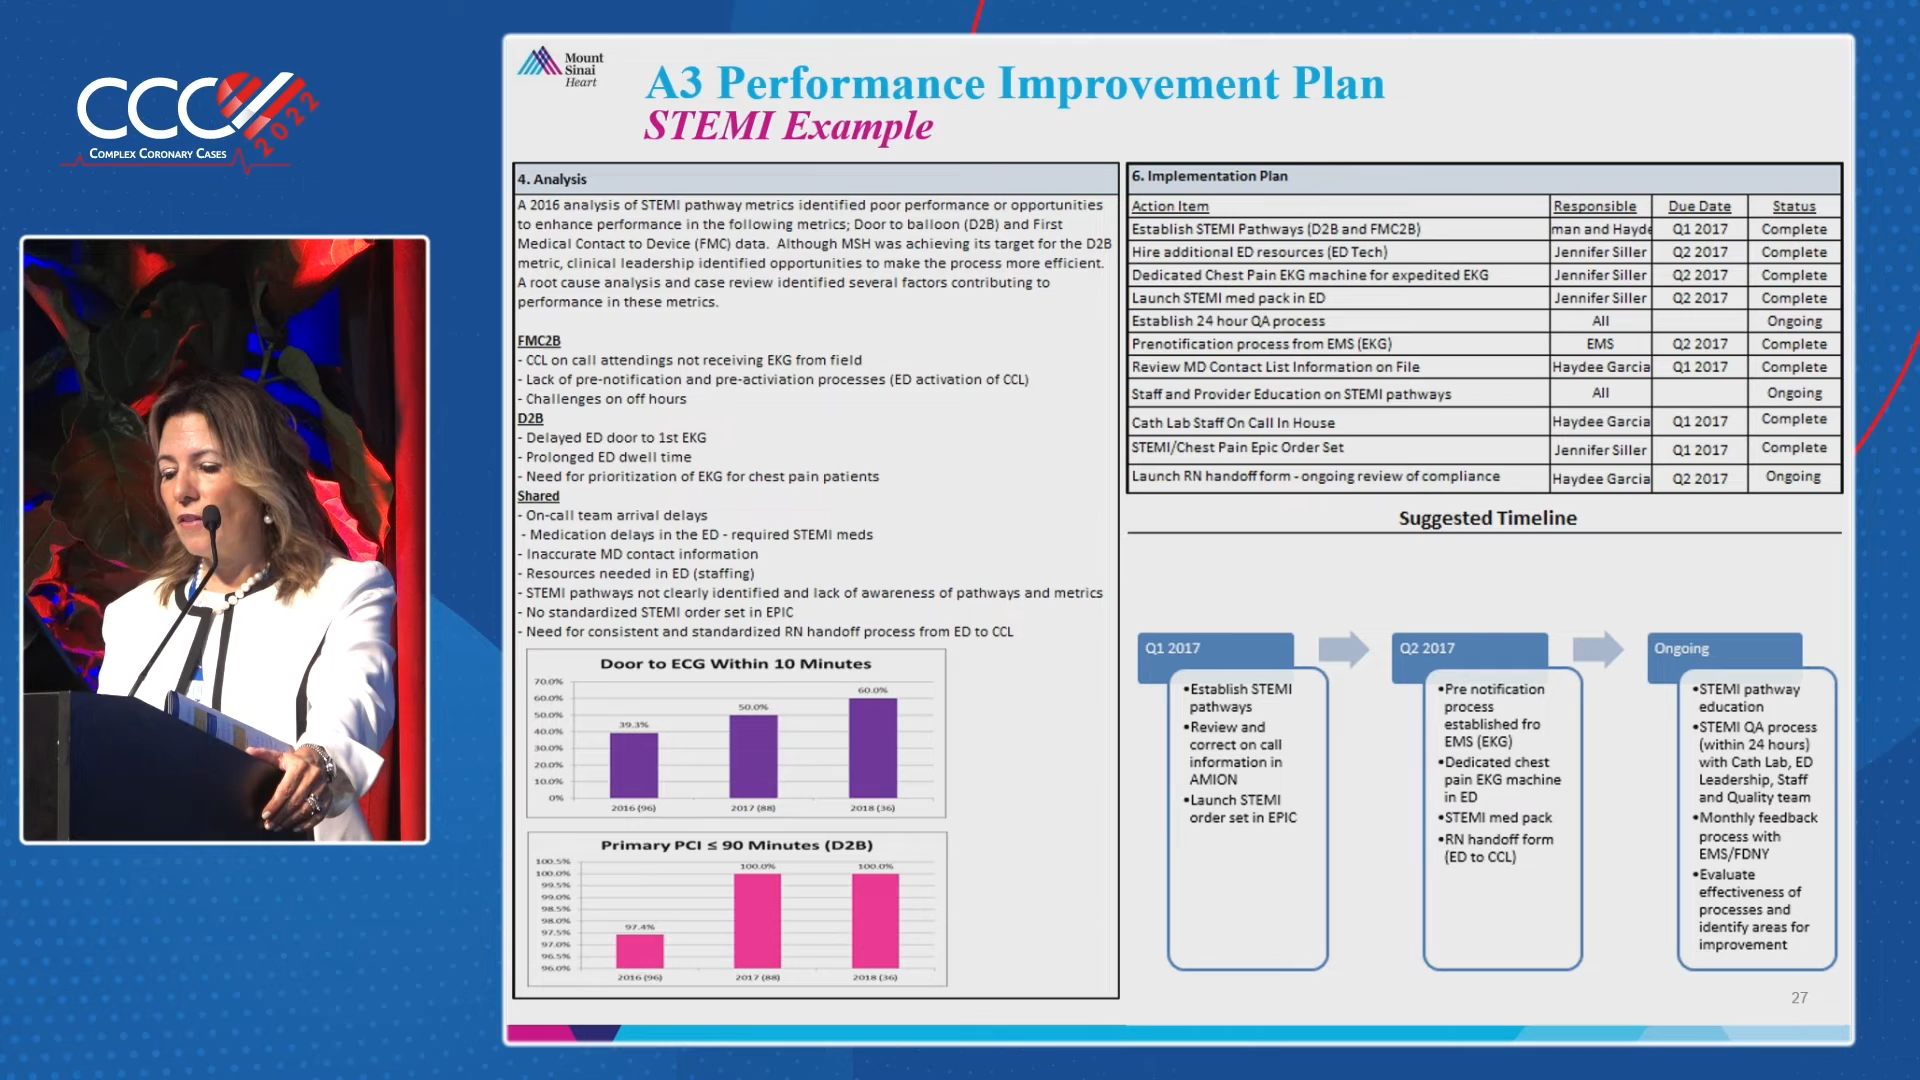 CCC
2022
COMPLEX CORONARY CASES
Mount
Sinai
Heart
A3 Performance Improvement Plan
STEMI Example
4. Analysis
A 2016 analysis of STEMI pathway metrics identified poor performance or opportunities
to enhance performance in the following metrics; Door to balloon (D2B) and First
Medical Contact to Device (FMC) data. Although MSH was achieving its target for the D2B
metric, clinical leadership identified opportunities to make the process more efficient.
A root cause analysis and case review identified several factors contributing to
performance in these metrics.
FMC2B
- CCL on call attendings not receiving EKG from field
- Lack of pre-notification and pre-activiation processes (ED activation of CCL)
- Challenges on off hours
D2B
- Delayed ED door to 1st EKG
- Prolonged ED dwell time
- Need for prioritization of EKG for chest pain patients
Shared
- On-call team arrival delays
- Medication delays in the ED - required STEMI meds
- Inaccurate MD contact information
- Resources needed in ED (staffing)
- STEMI pathways not clearly identified and lack of awareness of pathways and metrics
- No standardized STEMI order set in EPIC
- Need for consistent and standardized RN handoff process from ED to CCL
Door to ECG Within 10 Minutes
70.0%
60.0%
50.0%
40.0%
30.0%
20.0%
10.0%
0%
39.3%
50.0%
60.0%
2016 (96) 2017 (88) 2018 (36)
Primary PCI ≤ 90 Minutes (D2B)
100.5%
100.0%
99.5%
99.0%
98.5%
98.0%
97.5%
97.0%
96.5%
96.0%
97.4%
100.0%
100.0%
2016 (96) 2017 (88) 2018 (36)
6. Implementation Plan
Action Item Responsible Due Date Status
Establish STEMI Pathways (D2B and FMC2B) man and Hayde Q1 2017 Complete
Hire additional ED resources (ED Tech) Jennifer Siller Q2 2017 Complete
Dedicated Chest Pain EKG machine for expedited EKG Jennifer Siller Q2 2017 Complete
Launch STEMI med pack in ED Jennifer Siller Q2 2017 Complete
Establish 24 hour QA process All Ongoing
Prenotification process from EMS (EKG) EMS Q2 2017 Complete
Review MD Contact List Information on File Haydee Garcia Q1 2017 Complete
Staff and Provider Education on STEMI pathways All Ongoing
Cath Lab Staff On Call In House Haydee Garcia Q1 2017 Complete
STEMI/Chest Pain Epic Order Set Jennifer Siller Q1 2017 Complete
Launch RN handoff form - ongoing review of compliance Haydee Garcia Q2 2017 Ongoing
Suggested Timeline
Q1 2017
•Establish STEMI
pathways
•Review and
correct on call
information in
AMION
•Launch STEMI
order set in EPIC
Q2 2017
•Pre notification
process
established fro
EMS (EKG)
•Dedicated chest
pain EKG machine
in ED
•STEMI med pack
•RN handoff form
(ED to CCL)
Ongoing
•STEMI pathway
education
•STEMI QA process
(within 24 hours)
with Cath Lab, ED
Leadership, Staff
and Quality team
•Monthly feedback
process with
EMS/FDNY
•Evaluate
effectiveness of
processes and
identify areas for
improvement
27